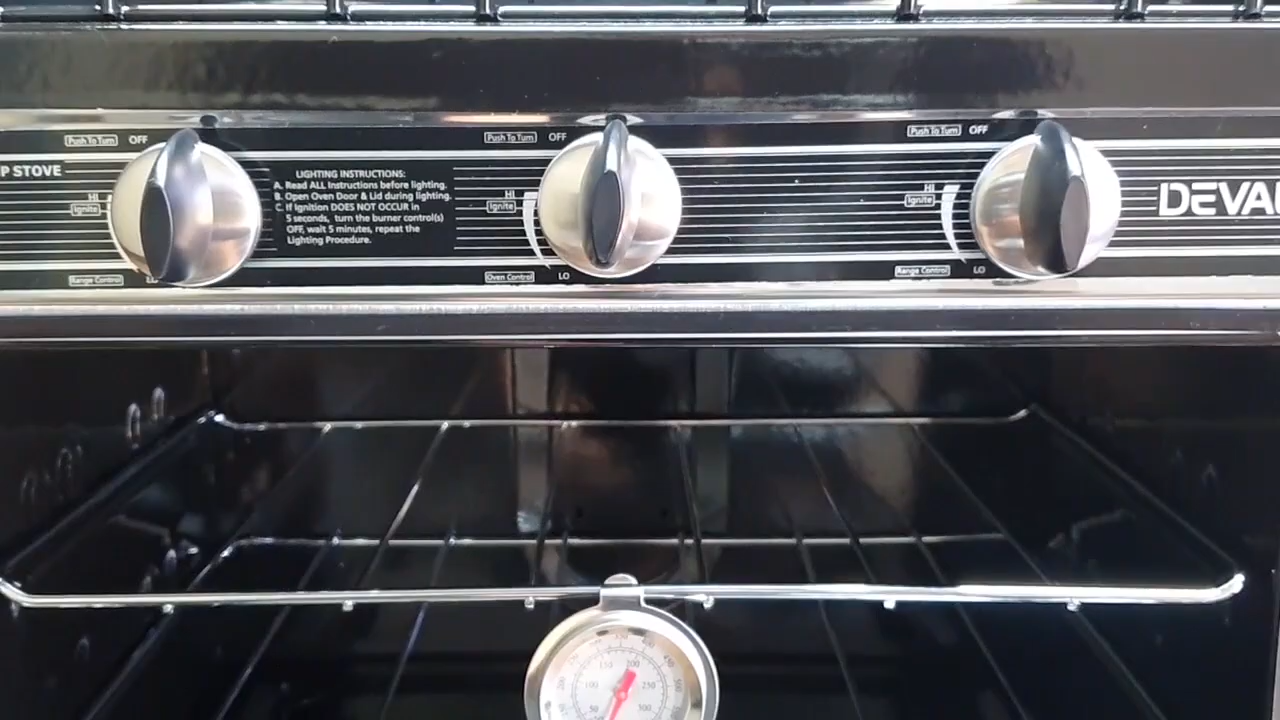 Push To Turn OFF
Push To Turn OFF
Push To Turn OFF
P STOVE
HI
Ignite
LIGHTING INSTRUCTIONS:
A. Read ALL Instructions before lighting.
B. Open Oven Door & Lid during lighting.
C. If Ignition DOES NOT OCCUR in
5 seconds, turn the burner control(s)
OFF, wait 5 minutes, repeat the
Lighting Procedure.
HI
Ignite
HI
Ignite
DEVA
Range Control
Oven Control LO
Range Control LO
150 200
100 250
50 300